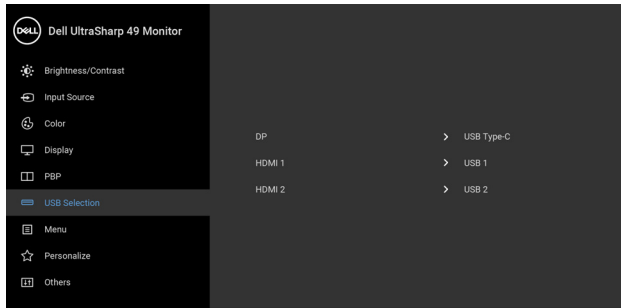 DELL Dell UltraSharp 49 Monitor
Brightness/Contrast
Input Source
Color
Display
PBP
USB Selection
Menu
Personalize
Others
DP > USB Type-C
HDMI 1 > USB 1
HDMI 2 > USB 2